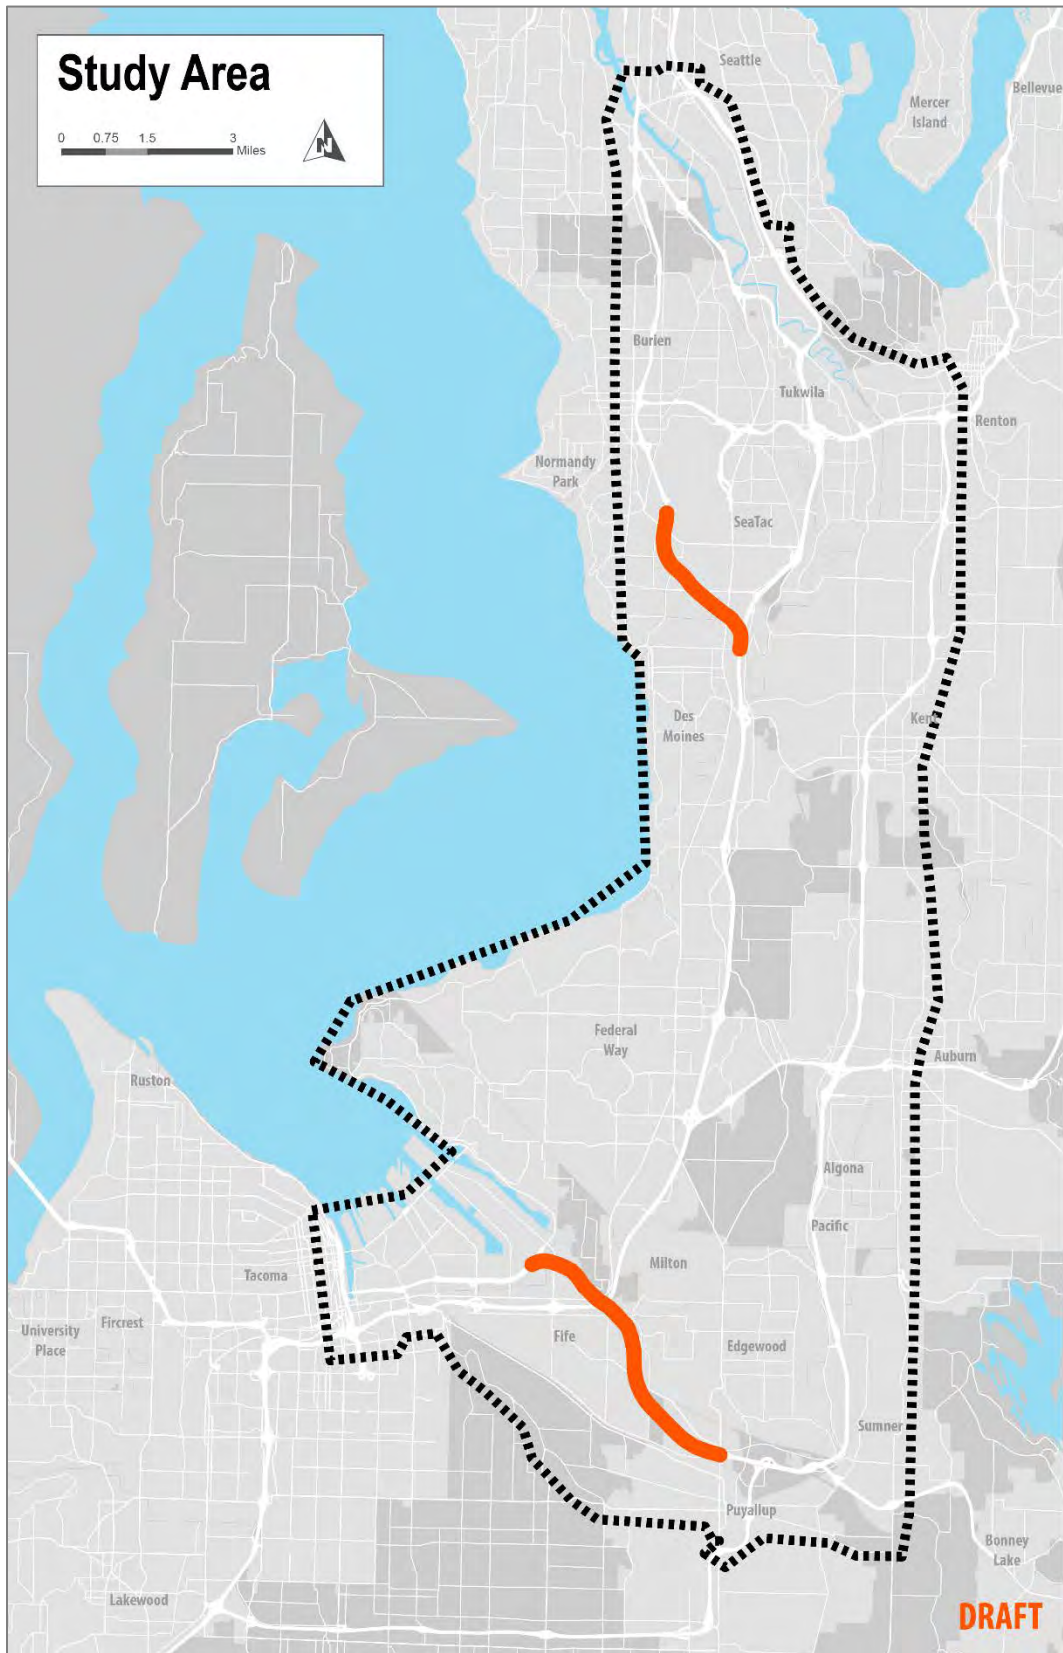 Study Area
0 0.75 1.5 3
Miles
N
Seattle
Bellevue
Mercer
Island
Burien
Tukwila
Renton
Normandy
Park
SeaTac
Des
Moines
Kent
Federal
Way
Auburn
Ruston
Algona
Pacific
Tacoma
Milton
University
Place
Fircrest
Fife
Edgewood
Sumner
Puyallup
Bonney
Lake
Lakewood
DRAFT